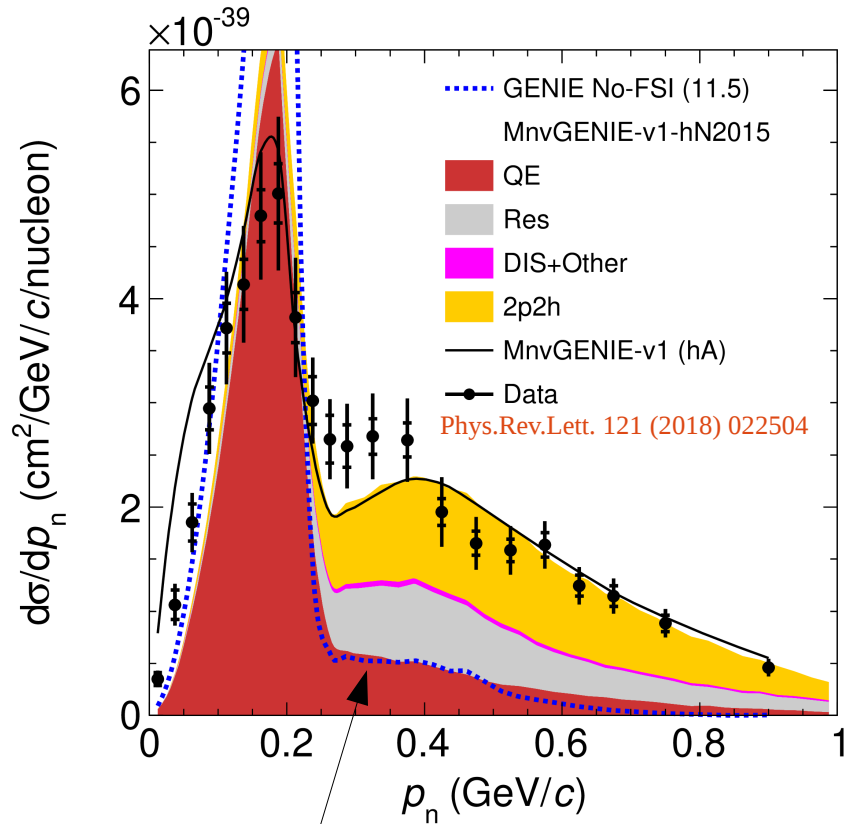 ×10⁻³⁹
6
4
2
0
dσ/dpₙ (cm²/GeV/c/nucleon)
GENIE No-FSI (11.5)
MnvGENIE-v1-hN2015
QE
Res
DIS+Other
2p2h
MnvGENIE-v1 (hA)
Data
Phys.Rev.Lett. 121 (2018) 022504
0 0.2 0.4 0.6 0.8 1
pₙ (GeV/c)